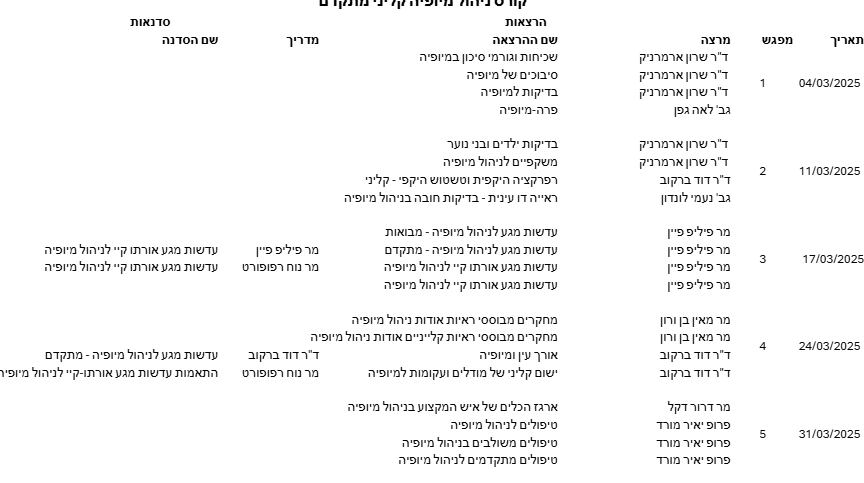 קורס ניהול מיופיה קליני מתקדם
הרצאות סדנאות
תאריך מפגש מרצה שם ההרצאה מדריך שם הסדנה
ד"ר שרון ארמרניק שכיחות וגורמי סיכון במיופיה
04/03/2025 1 ד"ר שרון ארמרניק סיבוכים של מיופיה
ד"ר שרון ארמרניק בדיקות למיופיה
גב' לאה גפן פרה-מיופיה
ד"ר שרון ארמרניק בדיקות ילדים ובני נוער
11/03/2025 2 ד"ר שרון ארמרניק משקפיים לניהול מיופיה
ד"ר דוד ברקוב רפרקציה היקפית וטשטוש היקפי - קליני
גב' נעמי לונדון ראייה דו עינית - בדיקות חובה בניהול מיופיה
מר פיליפ פיין עדשות מגע לניהול מיופיה - מבואות
17/03/2025 3 מר פיליפ פיין עדשות מגע לניהול מיופיה - מתקדם מר פיליפ פיין עדשות מגע אורתו קיי לניהול מיופיה
מר פיליפ פיין עדשות מגע אורתו קיי לניהול מיופיה מר נוח רפופורט עדשות מגע אורתו קיי לניהול מיופיה
מר פיליפ פיין עדשות מגע אורתו קיי לניהול מיופיה
מר מאין בן ורון מחקרים מבוססי ראיות אודות ניהול מיופיה
24/03/2025 4 מר מאין בן ורון מחקרים מבוססי ראיות קלייניים אודות ניהול מיופיה
ד"ר דוד ברקוב אורך עין ומיופיה ד"ר דוד ברקוב עדשות מגע לניהול מיופיה - מתקדם
ד"ר דוד ברקוב ישום קליני של מודלים ועקומות למיופיה מר נוח רפופורט התאמות עדשות מגע אורתו-קיי לניהול מיופיה
מר דרור דקל ארגז הכלים של איש המקצוע בניהול מיופיה
31/03/2025 5 פרופ יאיר מורד טיפולים לניהול מיופיה
פרופ יאיר מורד טיפולים משולבים בניהול מיופיה
פרופ יאיר מורד טיפולים מתקדמים לניהול מיופיה